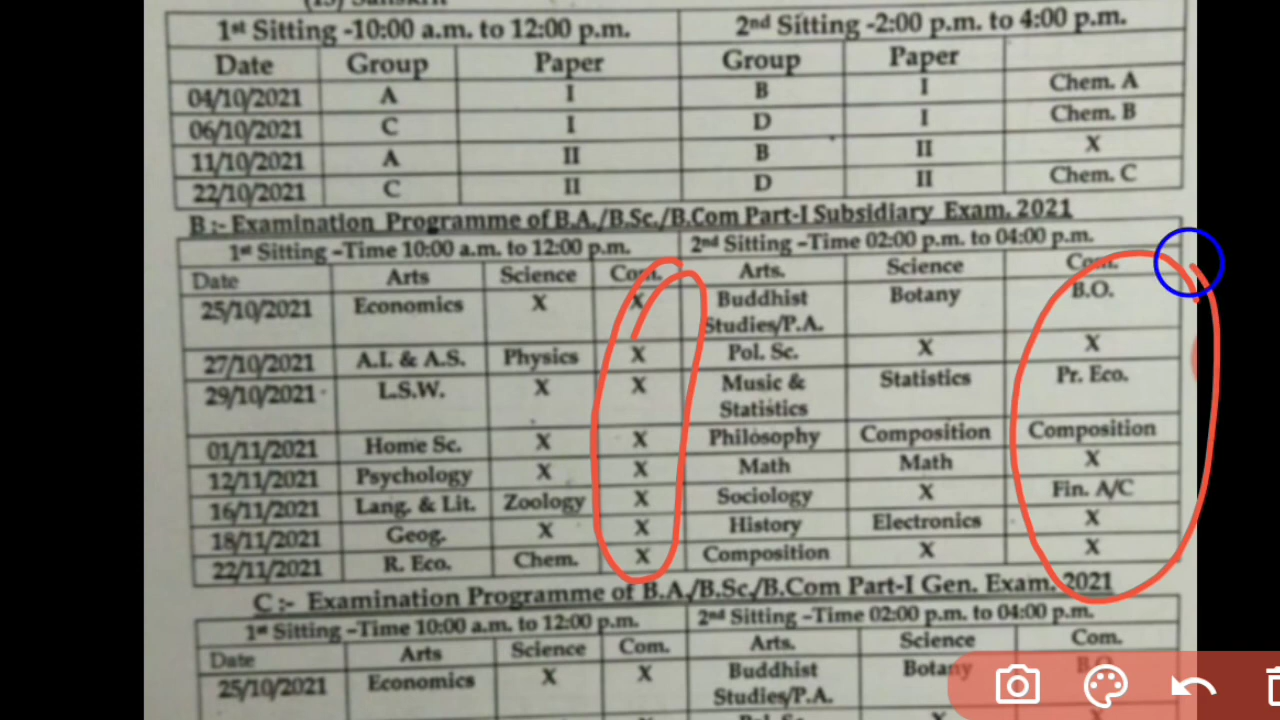 (13) Sanskrit
1st Sitting -10:00 a.m. to 12:00 p.m. 2nd Sitting -2:00 p.m. to 4:00 p.m.
Date Group Paper Group Paper
04/10/2021 A I B I Chem. A
06/10/2021 C I D I Chem. B
11/10/2021 A II B II X
22/10/2021 C II D II Chem. C
B :- Examination Programme of B.A./B.Sc./B.Com Part-I Subsidiary Exam. 2021
1st Sitting -Time 10:00 a.m. to 12:00 p.m. 2nd Sitting -Time 02:00 p.m. to 04:00 p.m.
Date Arts Science Com. Arts. Science Com.
25/10/2021 Economics X X Buddhist Botany B.O.
Studies/P.A.
27/10/2021 A.I. & A.S. Physics X Pol. Sc. X X
29/10/2021 L.S.W. X X Music & Statistics Pr. Eco.
Statistics
01/11/2021 Home Sc. X X Philosophy Composition Composition
12/11/2021 Psychology X X Math Math X
16/11/2021 Lang. & Lit. Zoology X Sociology X Fin. A/C
18/11/2021 Geog. X X History Electronics X
22/11/2021 R. Eco. Chem. X Composition X X
C :- Examination Programme of B.A./B.Sc./B.Com Part-I Gen. Exam. 2021
1st Sitting -Time 10:00 a.m. to 12:00 p.m. 2nd Sitting -Time 02:00 p.m. to 04:00 p.m.
Date Arts Science Com. Arts. Science Com.
25/10/2021 Economics X X Buddhist Botany B.O.
Studies/P.A.
Pol. Sc. X X